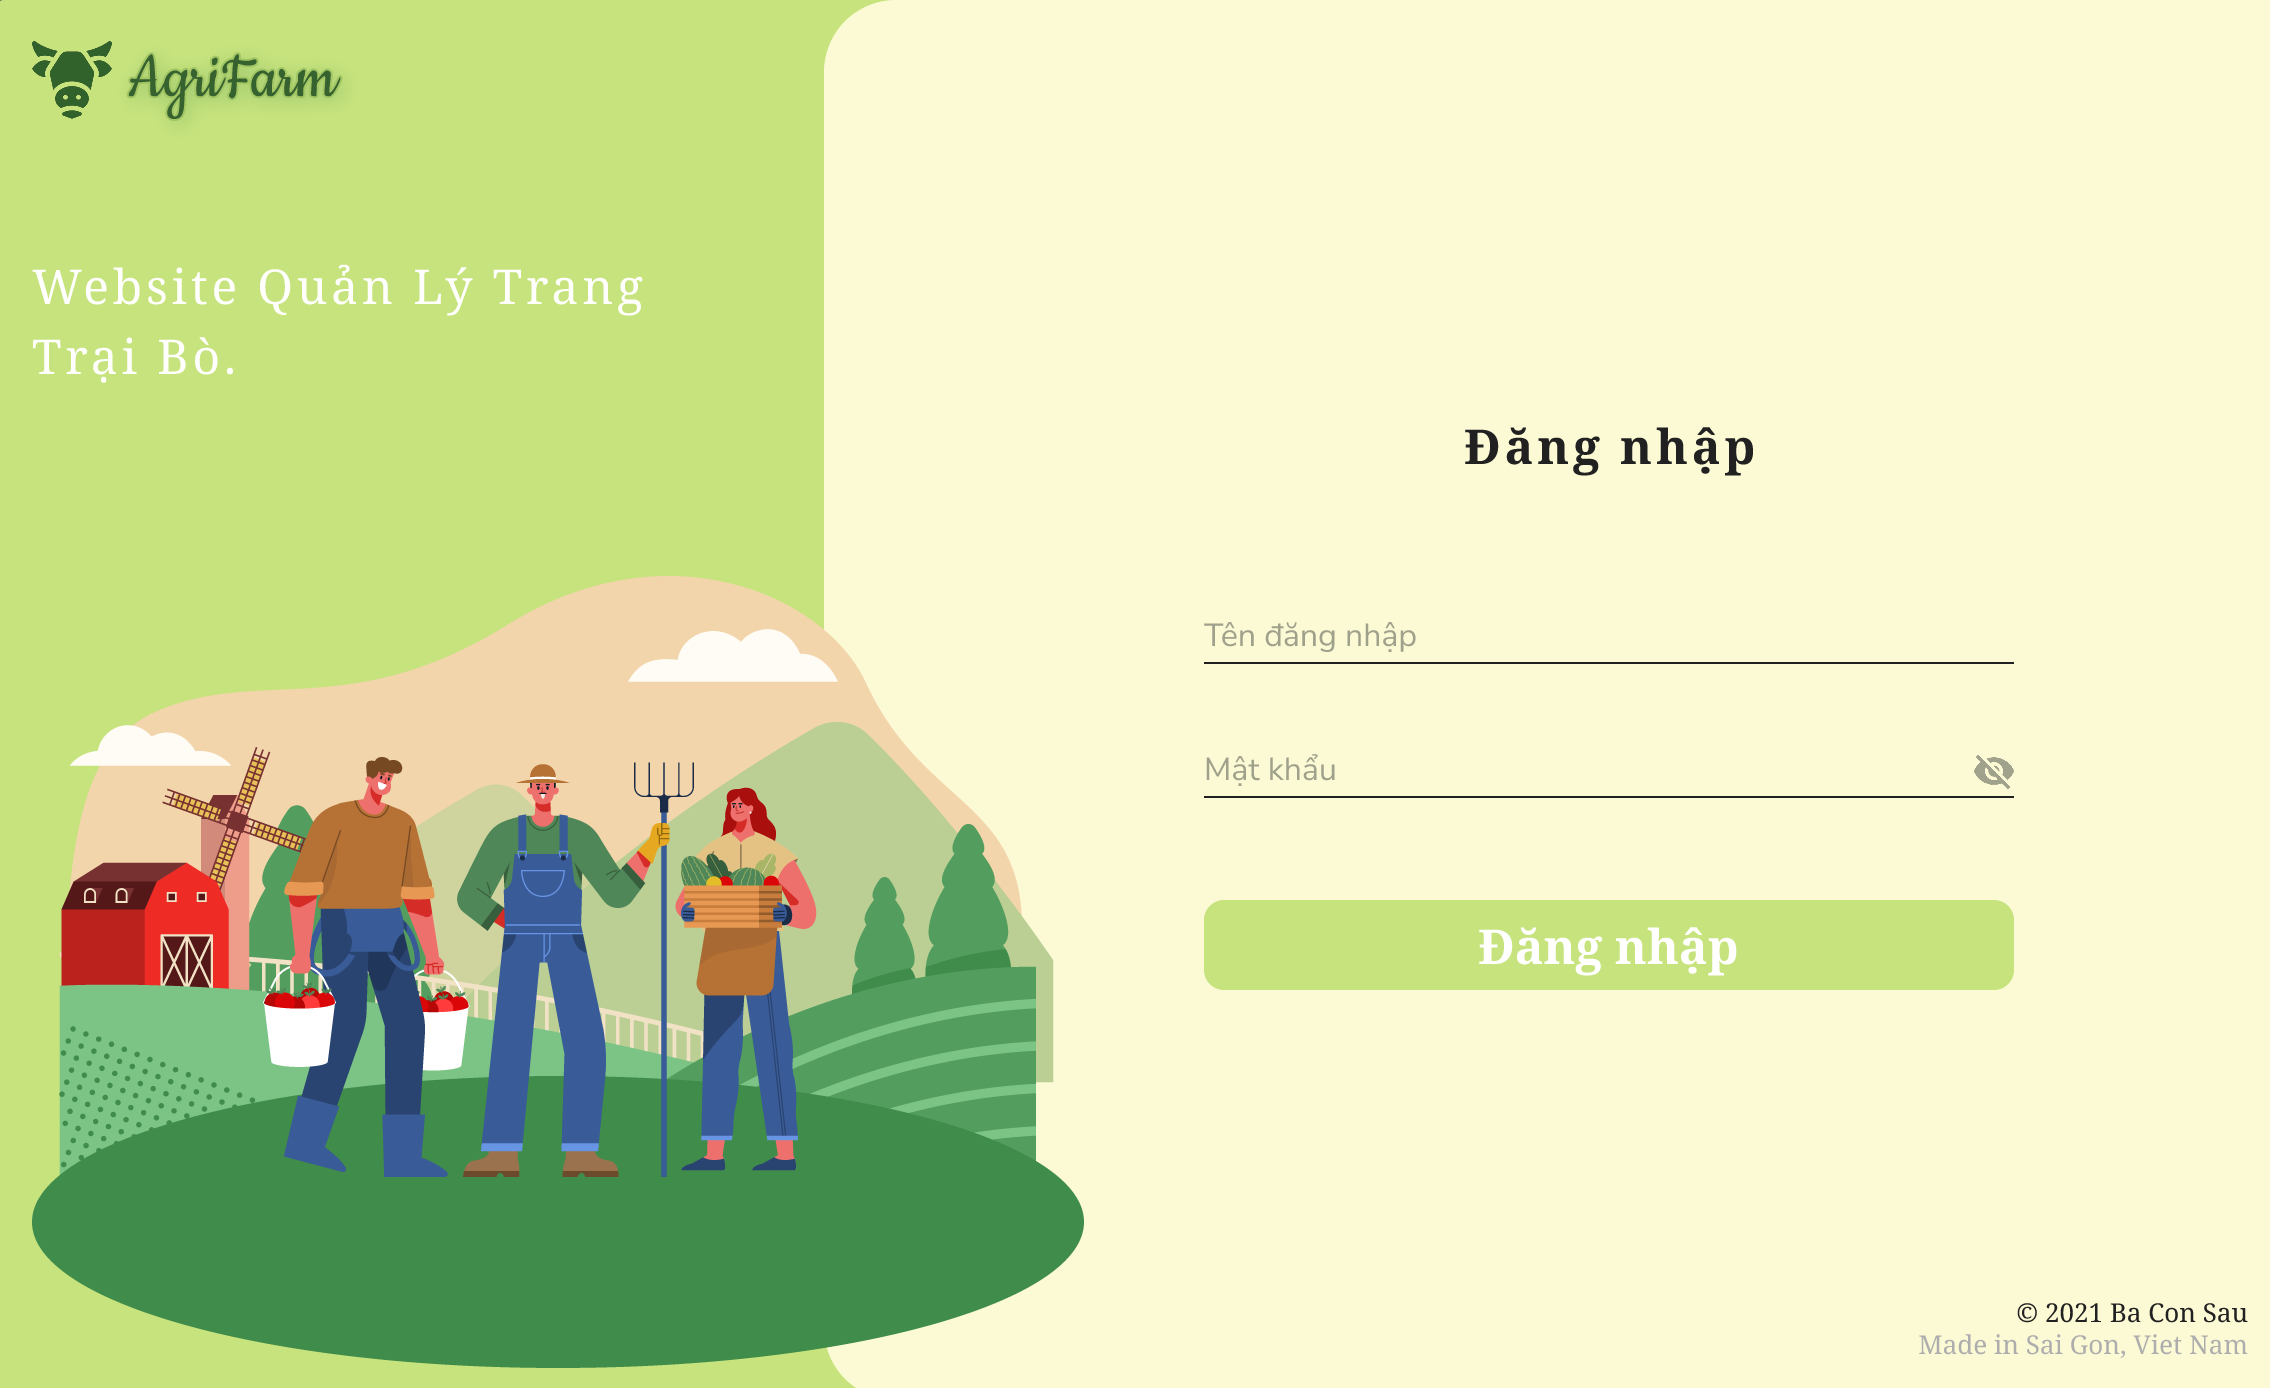 AgriFarm
Website Quản Lý Trang
Trại Bò.
Đăng nhập
Tên đăng nhập
Mật khẩu
Đăng nhập
© 2021 Ba Con Sau
Made in Sai Gon, Viet Nam